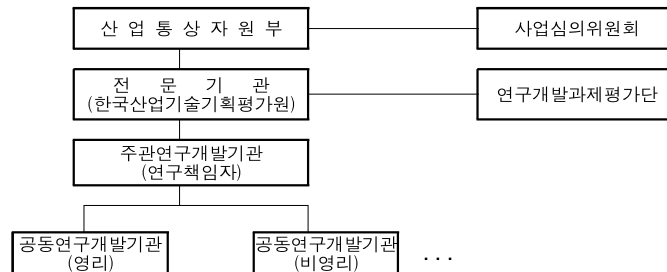 산 업 통 상 자 원 부
사업심의위원회
전 문 기 관
(한국산업기술기획평가원)
연구개발과제평가단
주관연구개발기관
(연구책임자)
공동연구개발기관
(영리)
공동연구개발기관
(비영리)
...